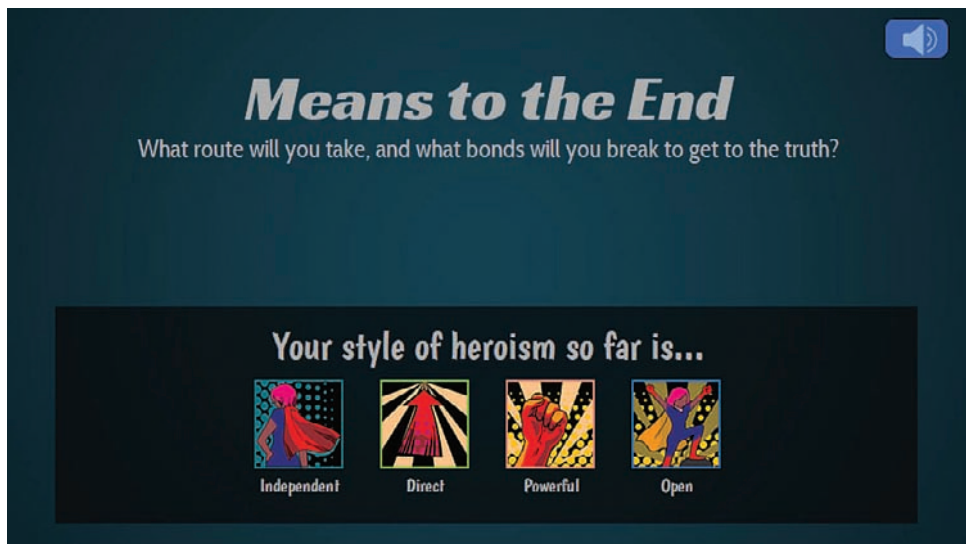 Means to the End
What route will you take, and what bonds will you break to get to the truth?
Your style of heroism so far is...
Independent Direct Powerful Open